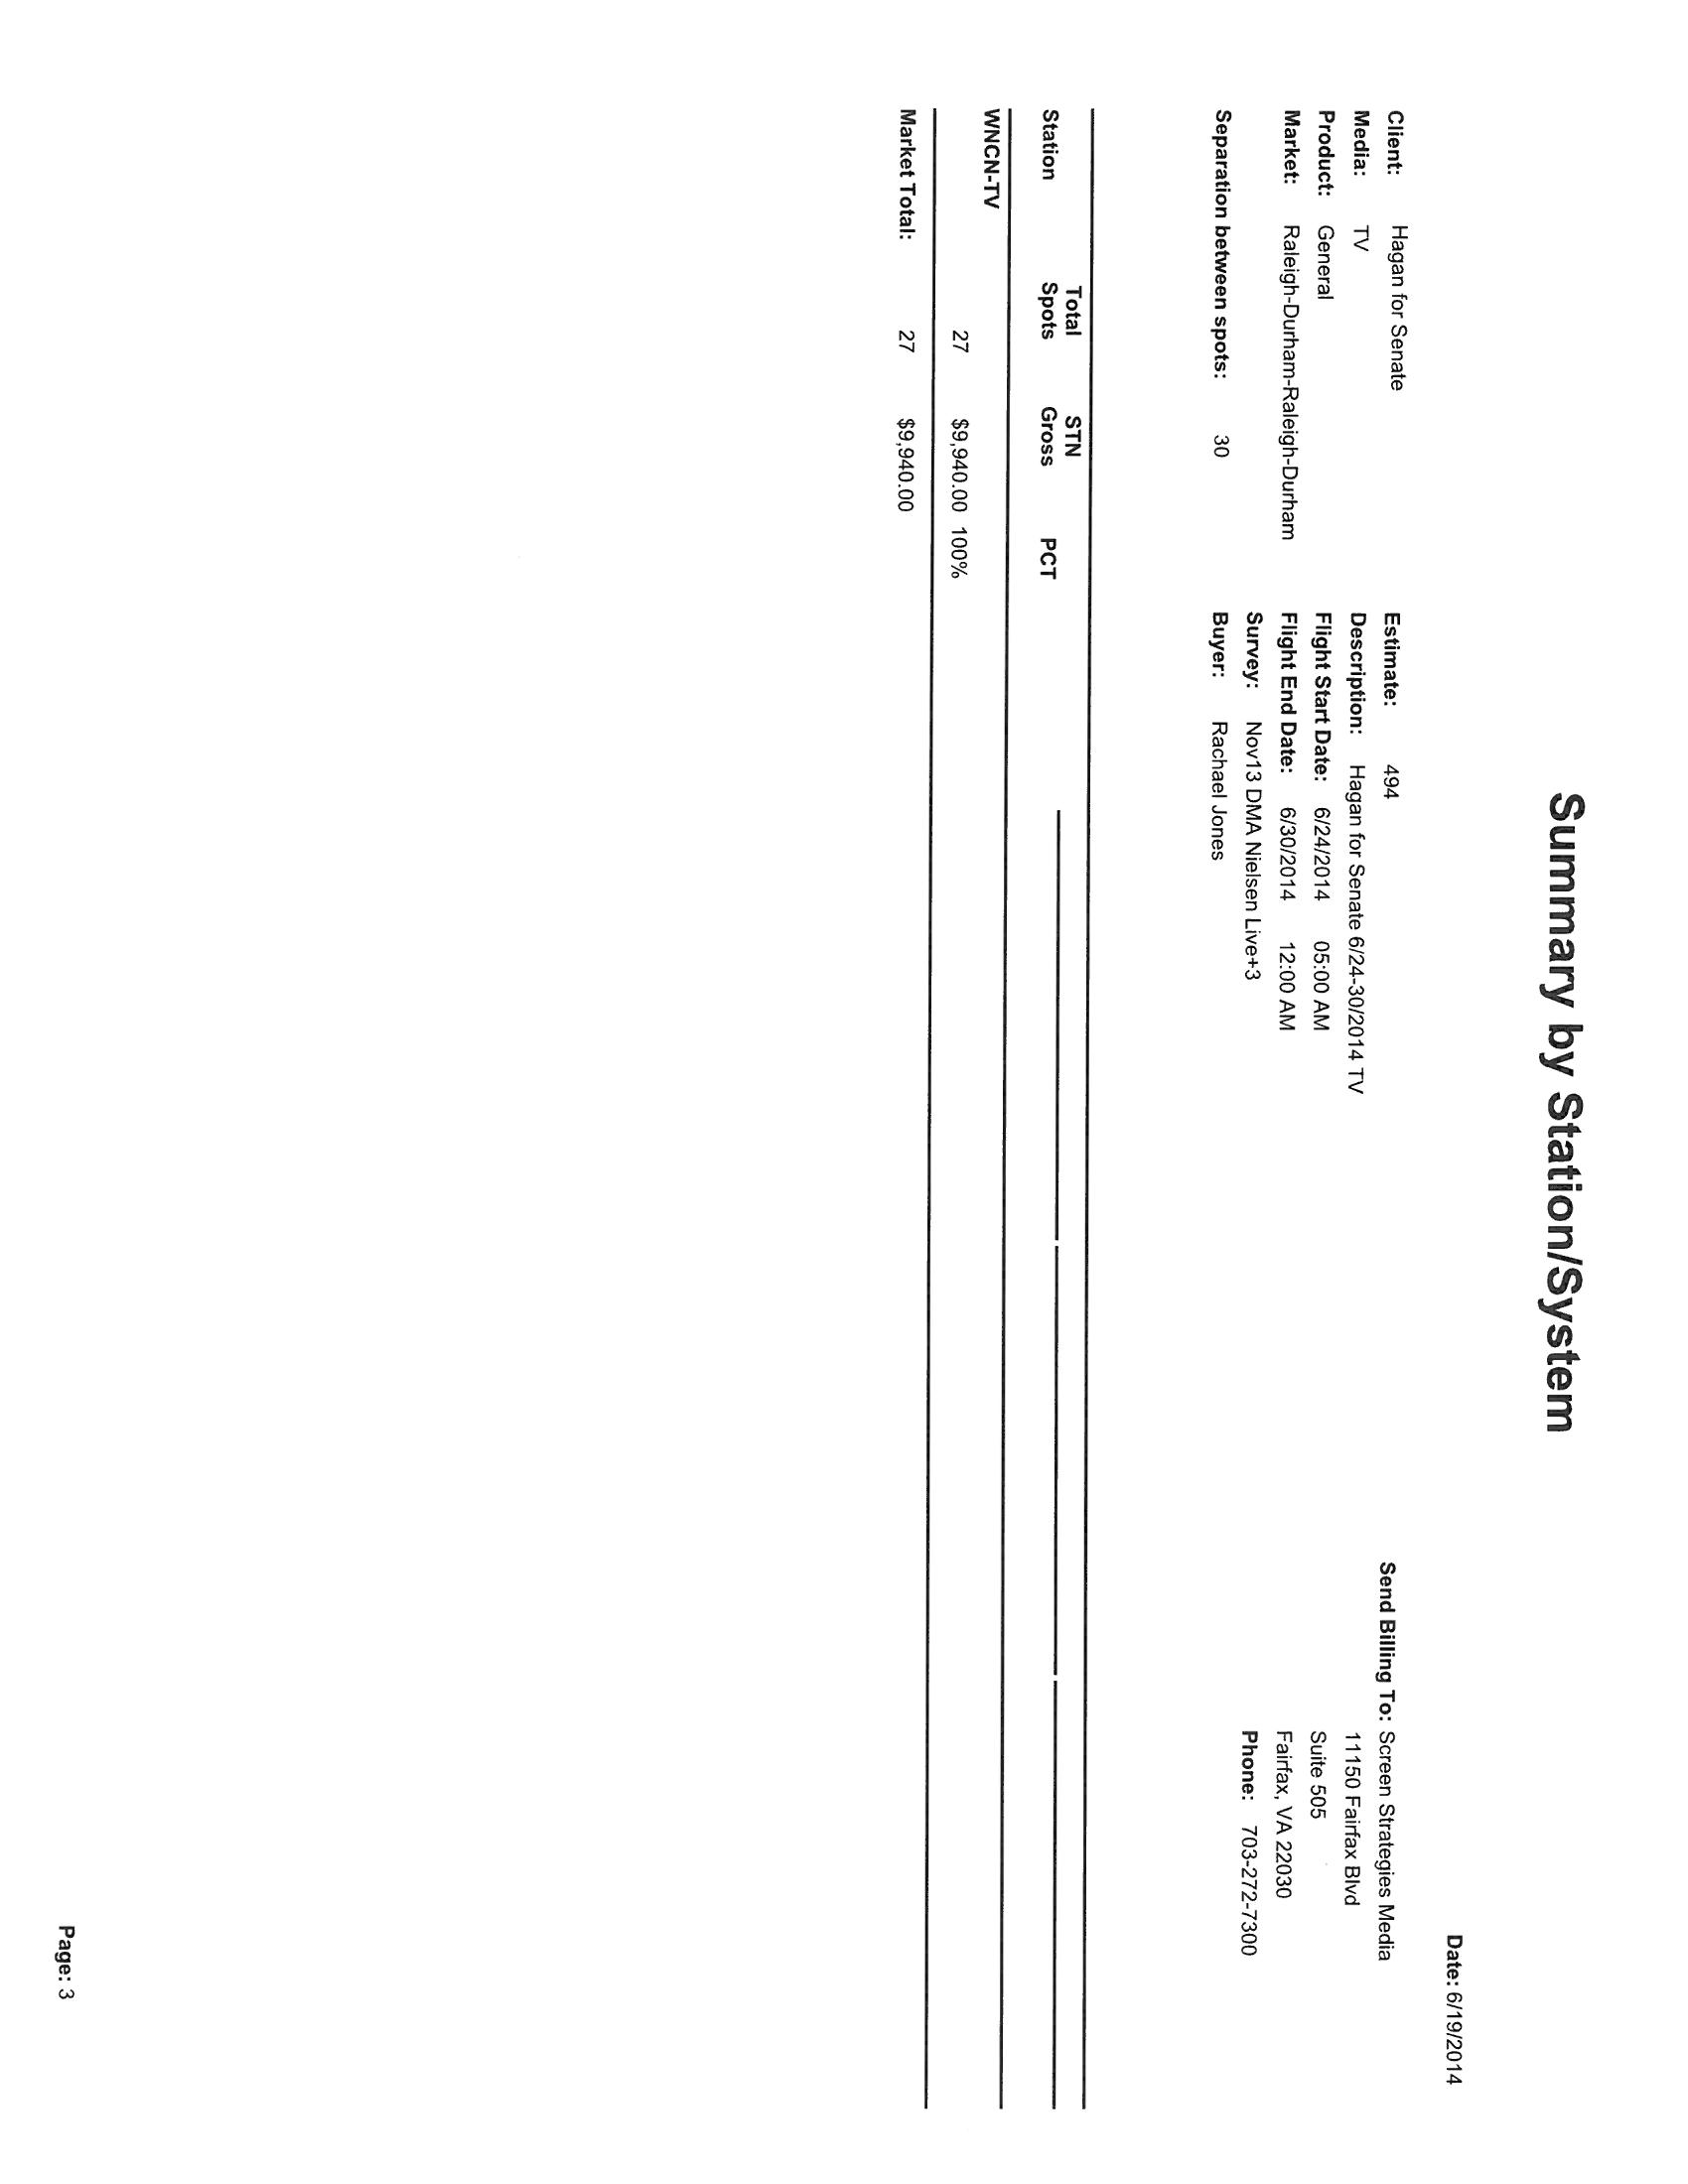 Summary by Station/System
Date: 6/19/2014
Client: Hagan for Senate
Media: TV
Product: General
Market: Raleigh-Durham-Raleigh-Durham
Separation between spots: 30
Estimate: 494
Description: Hagan for Senate 6/24-30/2014 TV
Flight Start Date: 6/24/2014 05:00 AM
Flight End Date: 6/30/2014 12:00 AM
Survey: Nov13 DMA Nielsen Live+3
Buyer: Rachael Jones
Send Billing To: Screen Strategies Media
11150 Fairfax Blvd
Suite 505
Fairfax, VA 22030
Phone: 703-272-7300
Total STN
Station Spots Gross PCT
WNCN-TV
27 $9,940.00 100%
Market Total: 27 $9,940.00
Page: 3